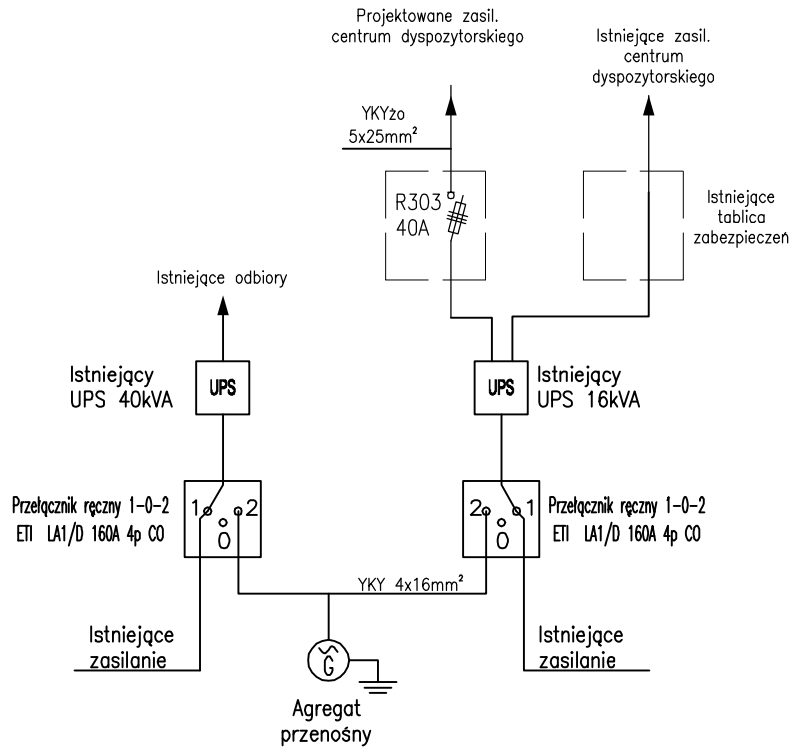 Projektowane zasil.
centrum dyspozytorskiego
Istniejące zasil.
centrum
dyspozytorskiego
YKYżo
5x25mm²
R303
40A
Istniejące
tablica
zabezpieczeń
Istniejące odbiory
Istniejący
UPS 40kVA
UPS
UPS
Istniejący
UPS 16kVA
Przełącznik ręczny 1-0-2
ETI LA1/D 160A 4p CO
1
2
0
2
1
0
Przełącznik ręczny 1-0-2
ETI LA1/D 160A 4p CO
YKY 4x16mm²
Istniejące
zasilanie
G
Istniejące
zasilanie
Agregat
przenośny